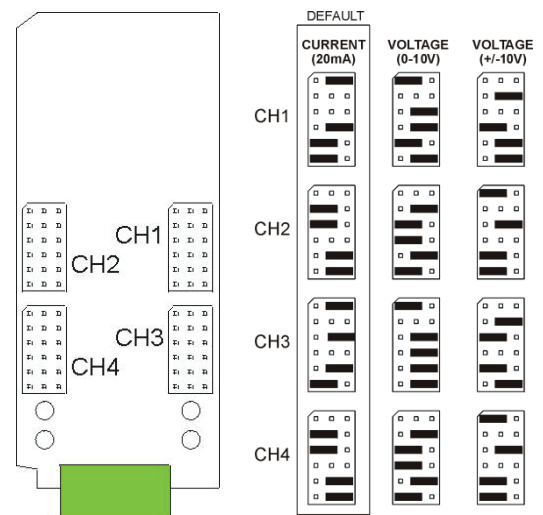 DEFAULT
CURRENT VOLTAGE VOLTAGE
(20mA) (0-10V) (+/-10V)
CH1
CH2
CH3
CH4
CH1
CH2
CH3
CH4